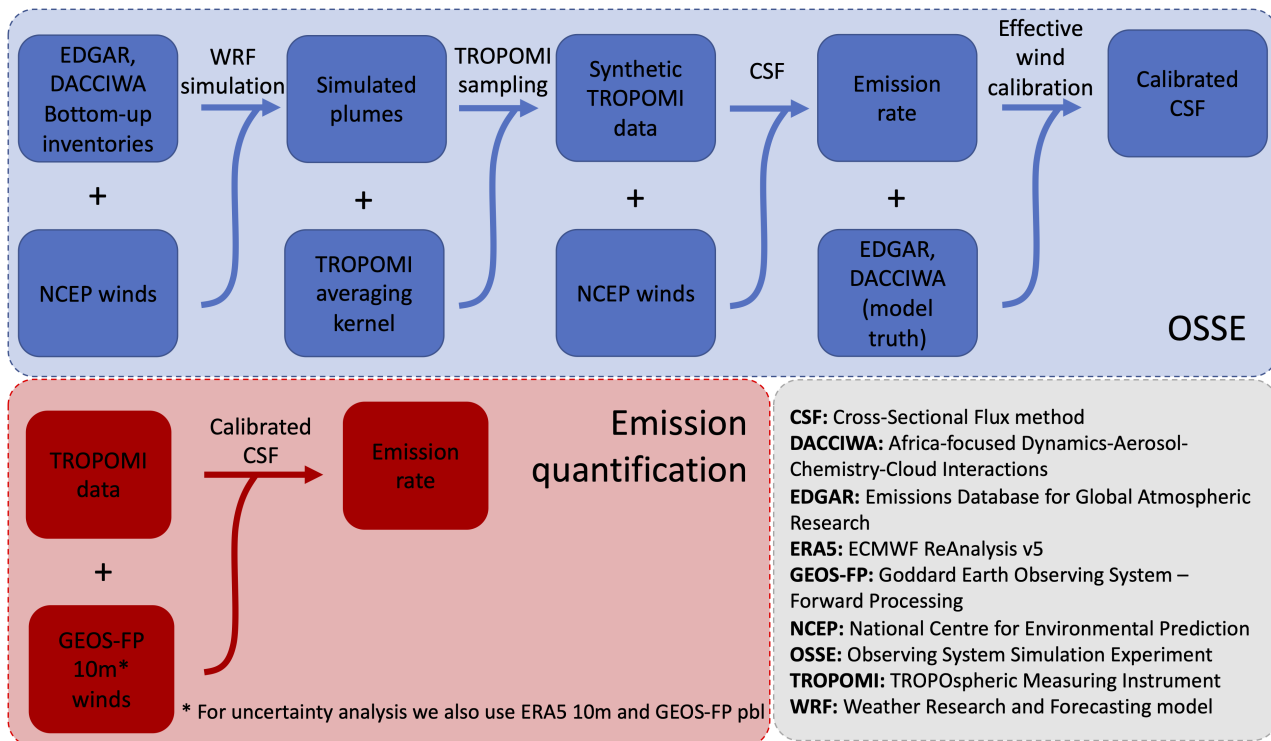 EDGAR,
DACCIWA
Bottom-up
inventories
WRF
simulation
Simulated
plumes
TROPOMI
sampling
Synthetic
TROPOMI
data
CSF
Emission
rate
Effective
wind
calibration
Calibrated
CSF
+
+
+
+
NCEP winds
TROPOMI
averaging
kernel
NCEP winds
EDGAR,
DACCIWA
(model
truth)
OSSE
TROPOMI
data
Calibrated
CSF
Emission
rate
Emission
quantification
+
GEOS-FP
10m*
winds
* For uncertainty analysis we also use ERA5 10m and GEOS-FP pbl
CSF: Cross-Sectional Flux method
DACCIWA: Africa-focused Dynamics-Aerosol-
Chemistry-Cloud Interactions
EDGAR: Emissions Database for Global Atmospheric
Research
ERA5: ECMWF ReAnalysis v5
GEOS-FP: Goddard Earth Observing System –
Forward Processing
NCEP: National Centre for Environmental Prediction
OSSE: Observing System Simulation Experiment
TROPOMI: TROPOspheric Measuring Instrument
WRF: Weather Research and Forecasting model